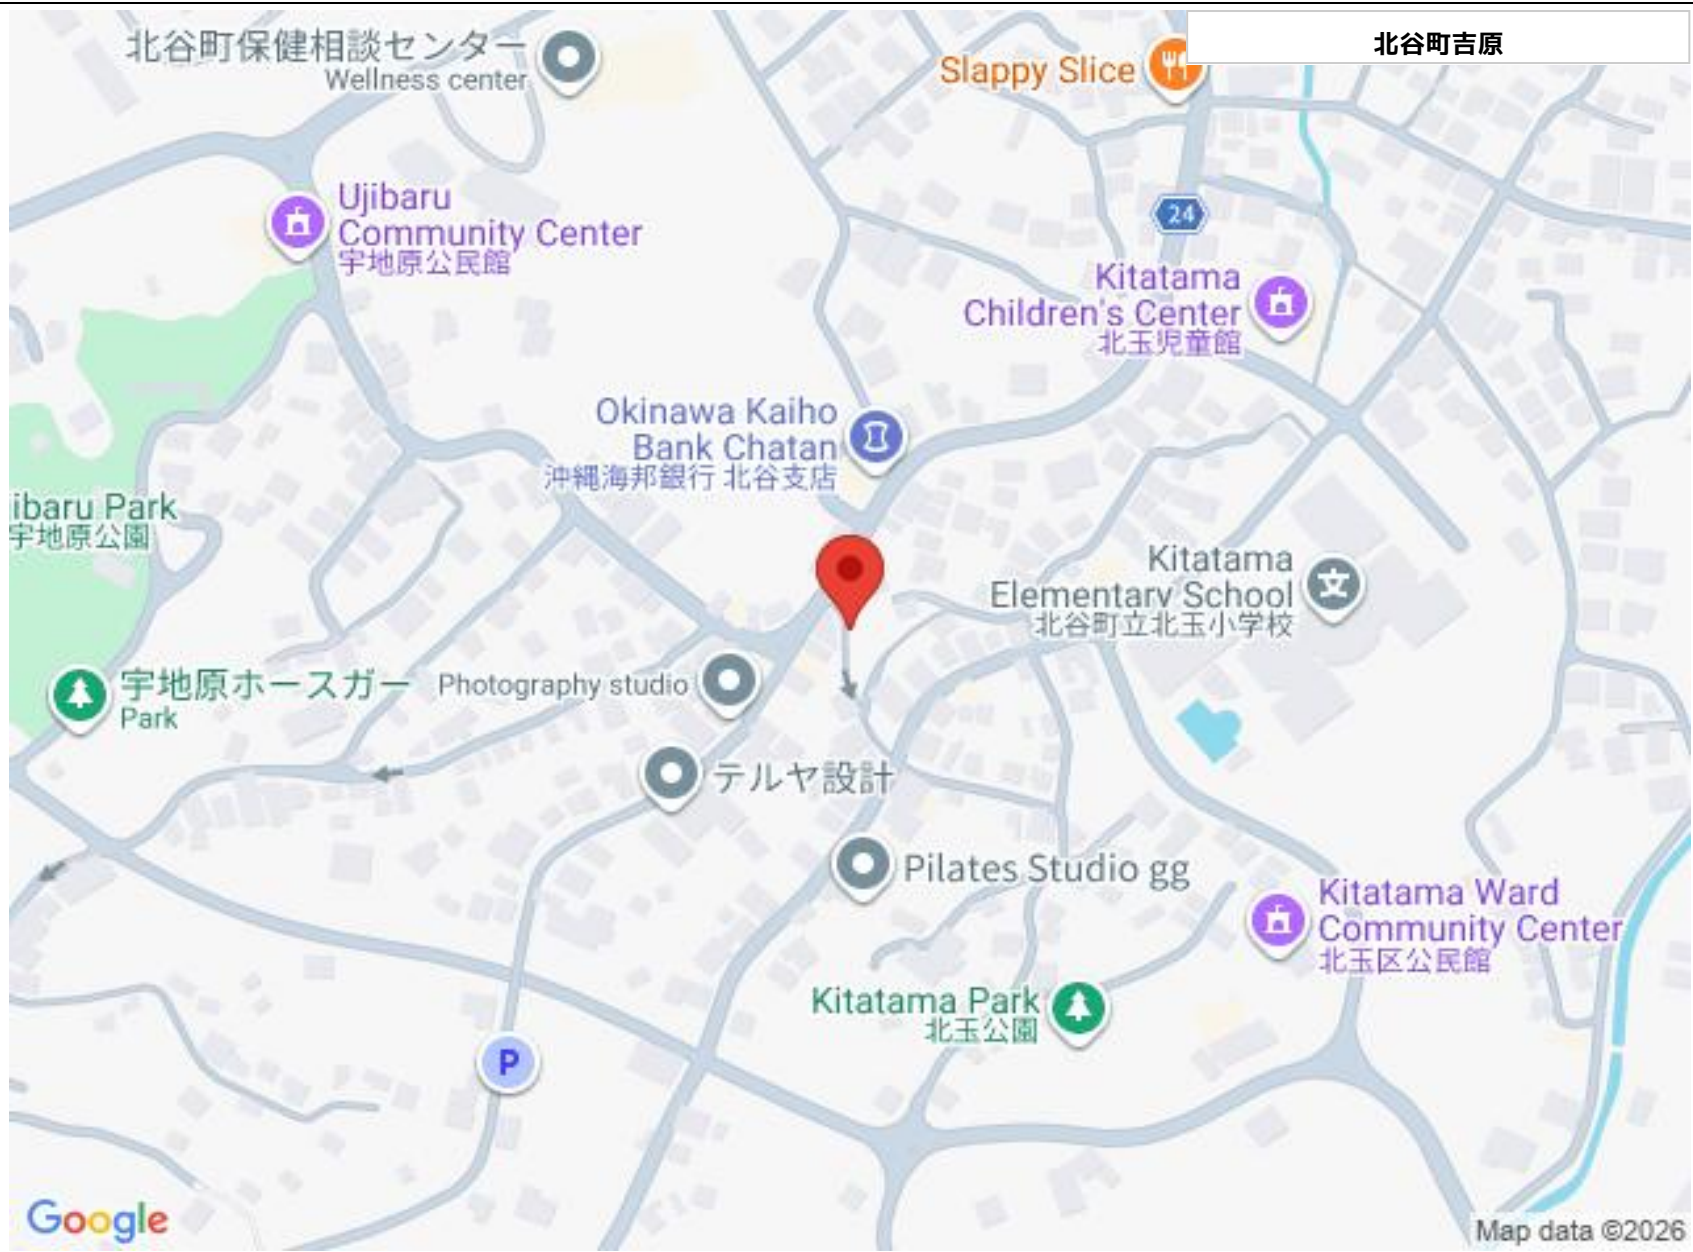 北谷町吉原
北谷町保健相談センター
Wellness center
Slappy Slice
Ujibaru
Community Center
宇地原公民館
24
Kitatama
Children's Center
北玉児童館
Okinawa Kaiho
Bank Chatan
沖縄海邦銀行 北谷支店
ibaru Park
宇地原公園
Kitatama
Elementary School
北谷町立北玉小学校
文
宇地原ホースガー
Park
Photography studio
テルヤ設計
Pilates Studio gg
Kitatama Ward
Community Center
北玉区公民館
Kitatama Park
北玉公園
P
Google
Map data ©2026